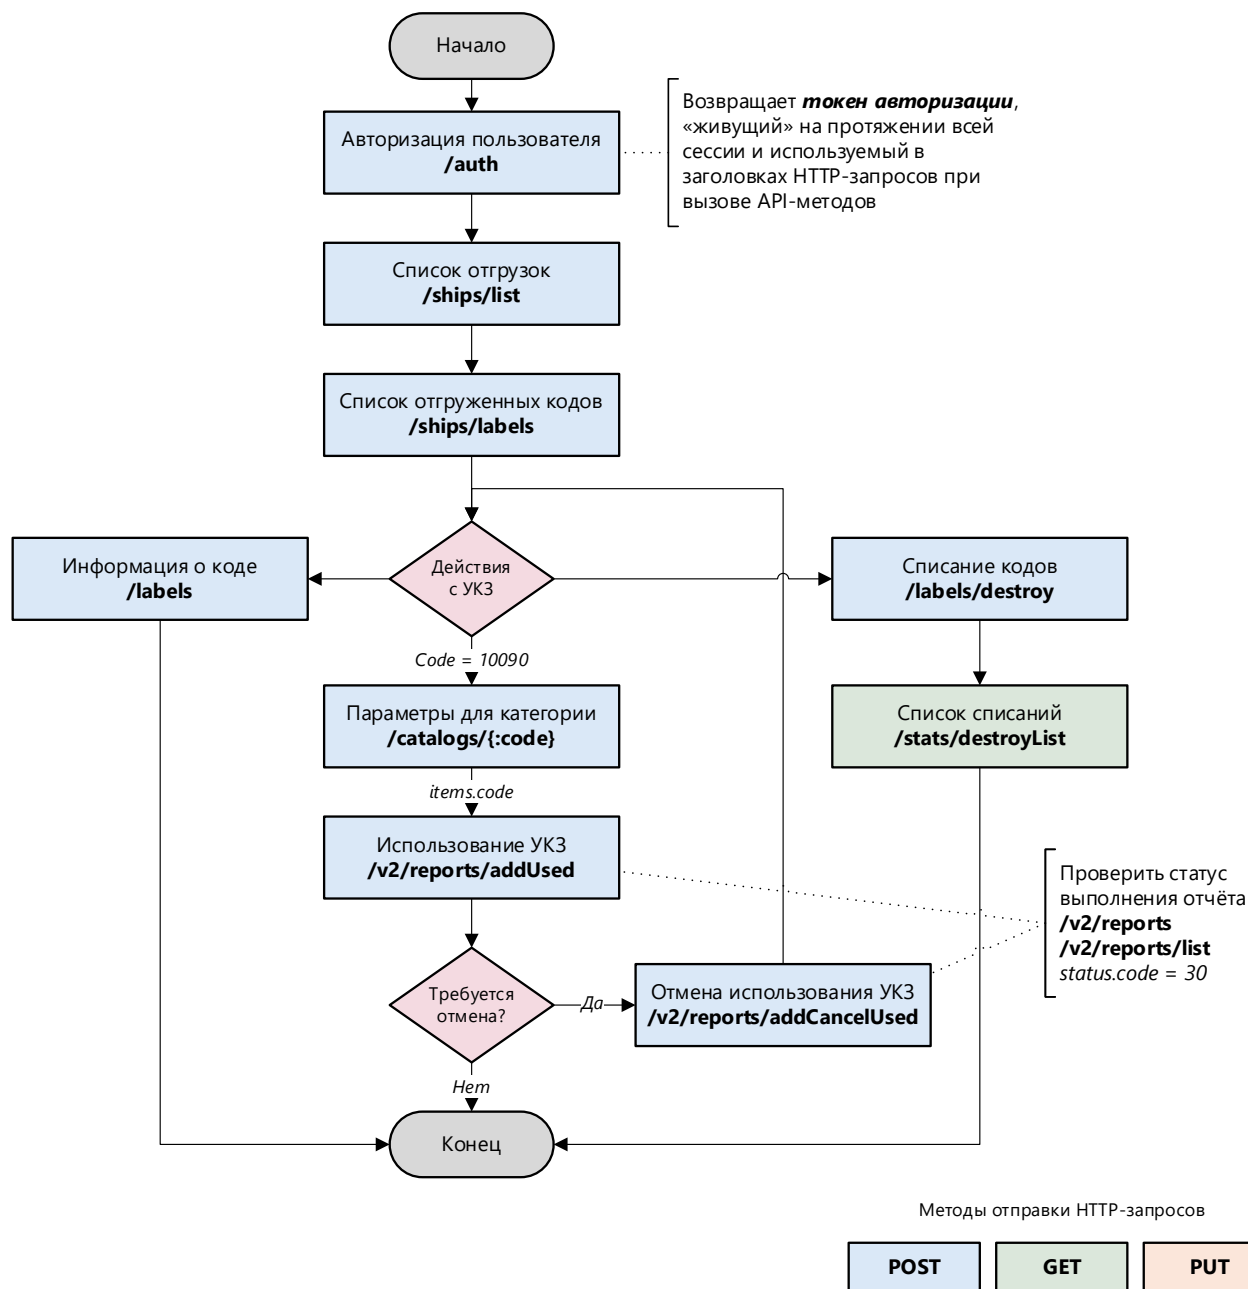 Начало
Авторизация пользователя
/auth
Возвращает токен авторизации,
«живущий» на протяжении всей
сессии и используемый в
заголовках HTTP-запросов при
вызове API-методов
Список отгрузок
/ships/list
Список отгруженных кодов
/ships/labels
Информация о коде
/labels
Действия
с УКЗ
Списание кодов
/labels/destroy
Code = 10090
Параметры для категории
/catalogs/{:code}
Список списаний
/stats/destroyList
items.code
Использование УКЗ
/v2/reports/addUsed
Проверить статус
выполнения отчёта
/v2/reports
/v2/reports/list
status.code = 30
Требуется
отмена?
Да
Отмена использования УКЗ
/v2/reports/addCancelUsed
Нет
Конец
Методы отправки HTTP-запросов
POST
GET
PUT